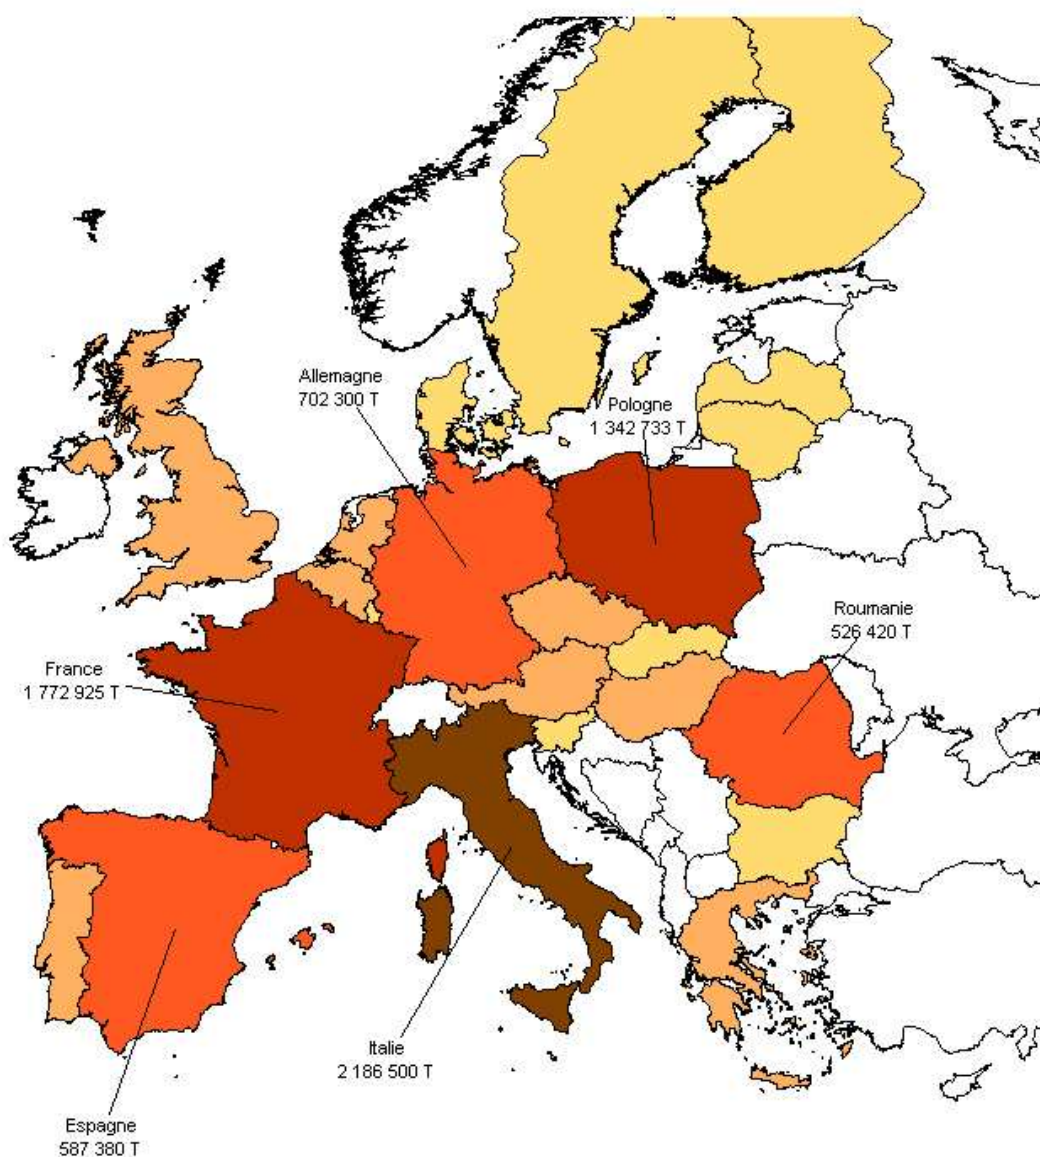 Allemagne
702 300 T
Pologne
1 342 733 T
Roumanie
526 420 T
France
1 772 925 T
Italie
2 186 500 T
Espagne
587 380 T